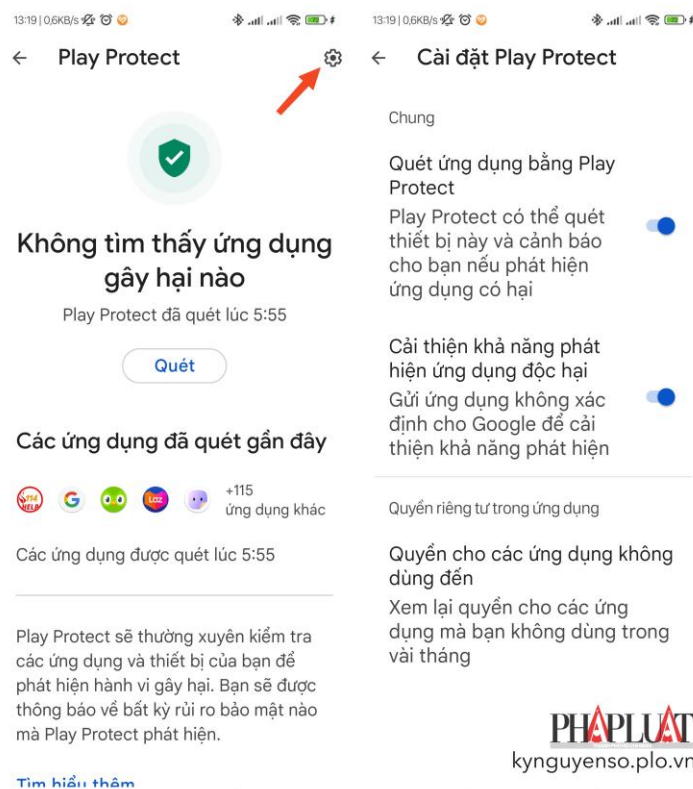 13:19 | 0,6KB/s
Play Protect
Không tìm thấy ứng dụng
gây hại nào
Play Protect đã quét lúc 5:55
Quét
Các ứng dụng đã quét gần đây
114
HELP
G
Laz
+115
ứng dụng khác
Các ứng dụng được quét lúc 5:55
Play Protect sẽ thường xuyên kiểm tra
các ứng dụng và thiết bị của bạn để
phát hiện hành vi gây hại. Bạn sẽ được
thông báo về bất kỳ rủi ro bảo mật nào
mà Play Protect phát hiện.
Tìm hiểu thêm
13:19 | 0,6KB/s
Cài đặt Play Protect
Chung
Quét ứng dụng bằng Play
Protect
Play Protect có thể quét
thiết bị này và cảnh báo
cho bạn nếu phát hiện
ứng dụng có hại
Cải thiện khả năng phát
hiện ứng dụng độc hại
Gửi ứng dụng không xác
định cho Google để cải
thiện khả năng phát hiện
Quyền riêng tư trong ứng dụng
Quyền cho các ứng dụng không
dùng đến
Xem lại quyền cho các ứng
dụng mà bạn không dùng trong
vài tháng
PHÁPLUẬT
kynguyenso.plo.vn